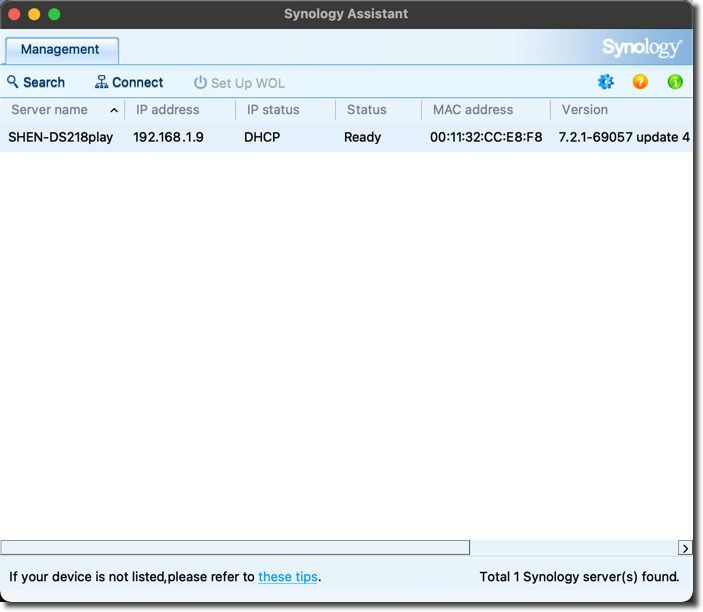 Synology Assistant
Management
Synology
Search Connect Set Up WOL
Server name IP address IP status Status MAC address Version
SHEN-DS218play 192.168.1.9 DHCP Ready 00:11:32:CC:E8:F8 7.2.1-69057 update 4
If your device is not listed,please refer to these tips. Total 1 Synology server(s) found.